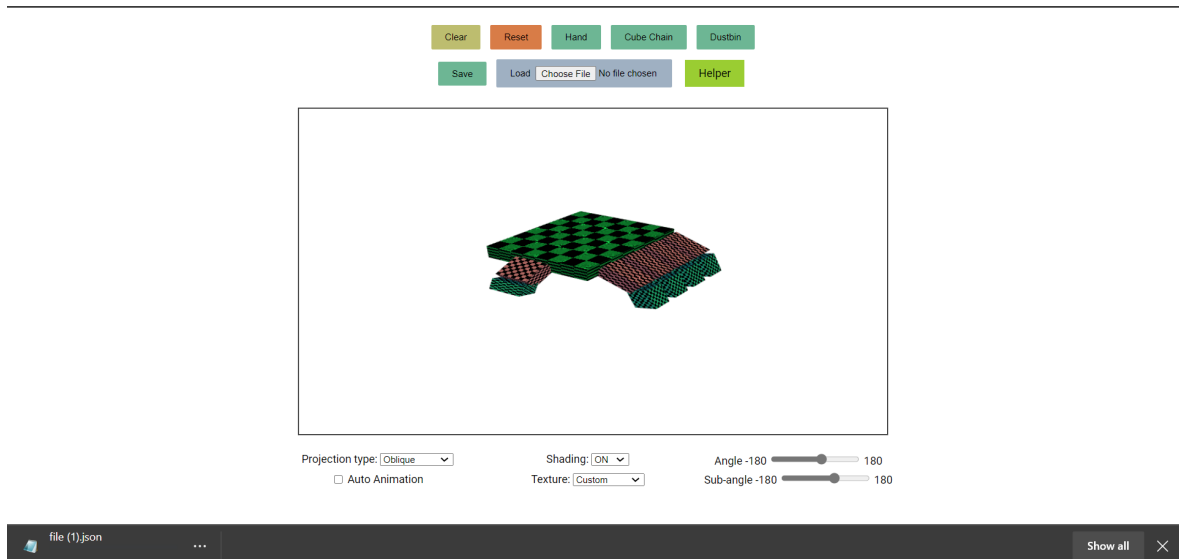 Clear Reset Hand Cube Chain Dustbin
Save Load Choose File No file chosen Helper
Projection type: Oblique Shading: ON Angle -180 180
Auto Animation Texture: Custom Sub-angle -180 180
file (1).json ... Show all